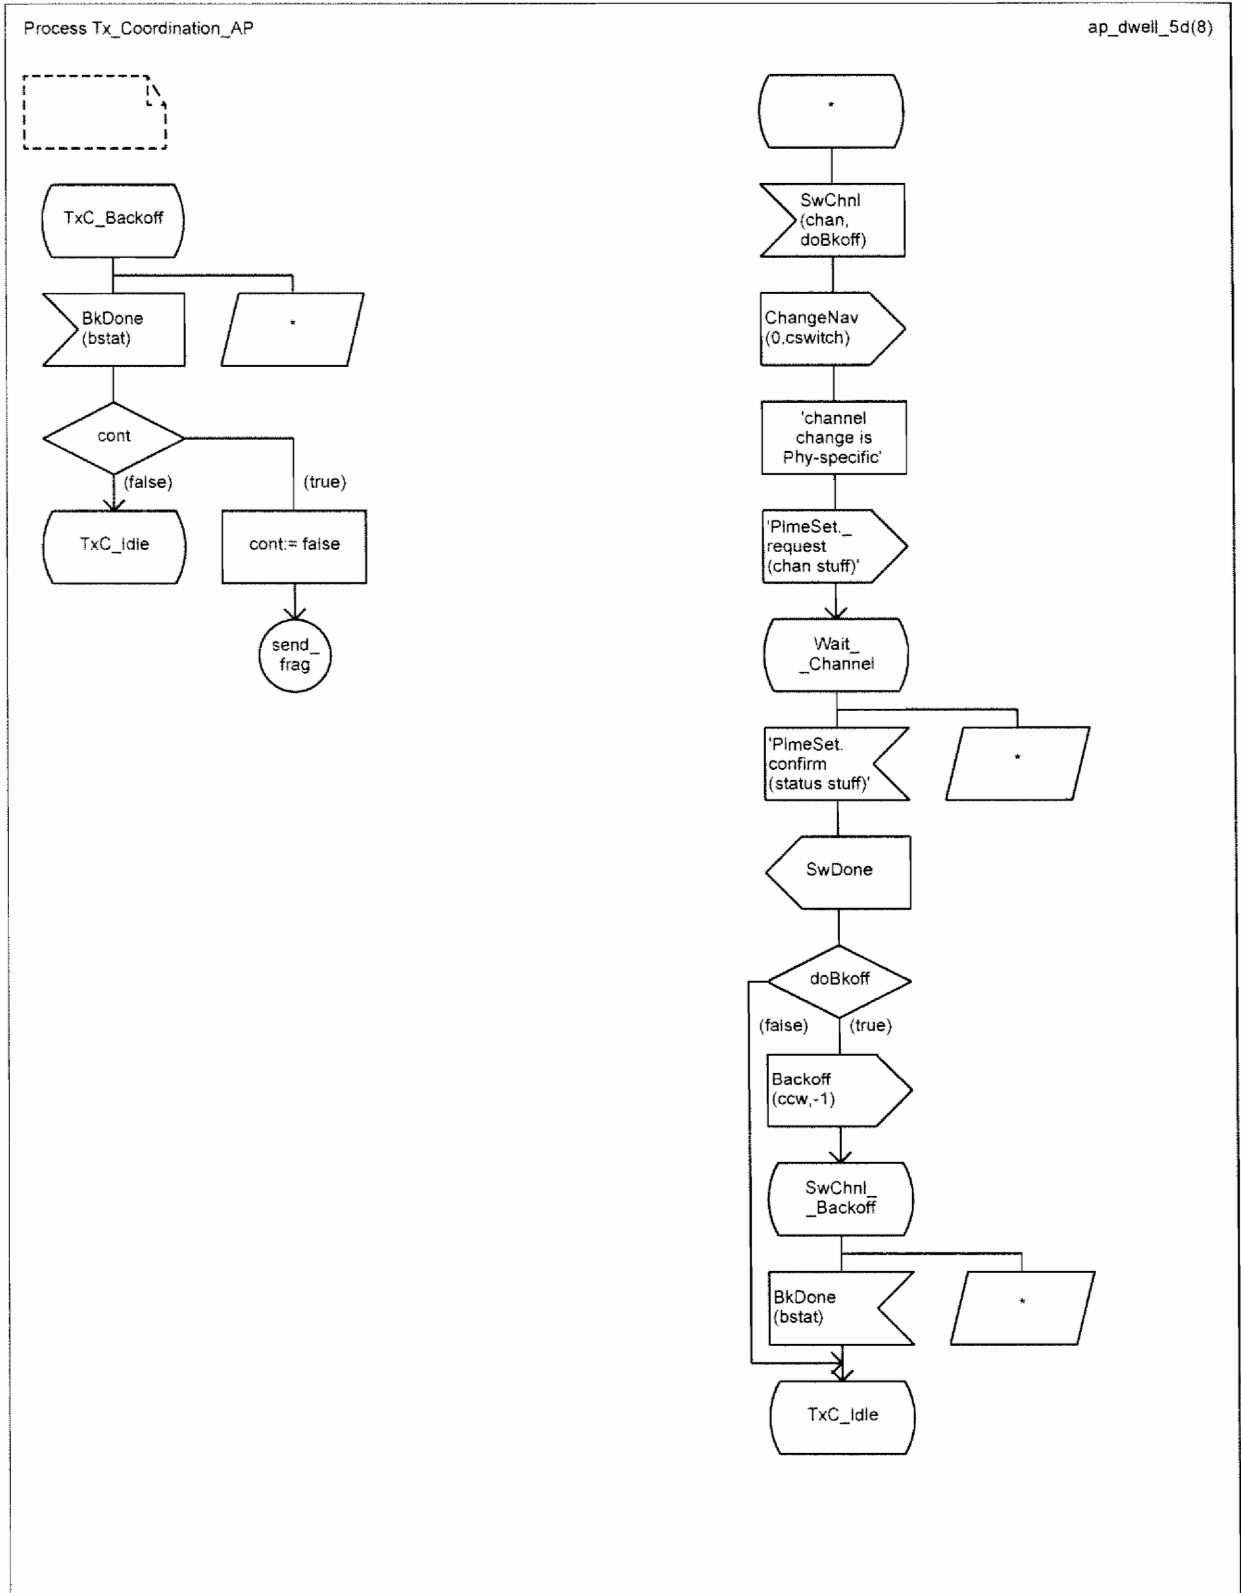 Process Tx_Coordination_AP
ap_dwell_5d(8)
TxC_Backoff
BkDone
(bstat)
*
cont
(false)
(true)
TxC_Idle
cont:= false
send_
frag
*
SwChnl
(chan,
doBkoff)
ChangeNav
(0,cswitch)
'channel
change is
Phy-specific'
'PlmeSet._
request
(chan stuff)'
Wait_
_Channel
'PlmeSet.
confirm
(status stuff)'
*
SwDone
doBkoff
(false)
(true)
Backoff
(ccw,-1)
SwChnl_
_Backoff
BkDone
(bstat)
*
TxC_Idle